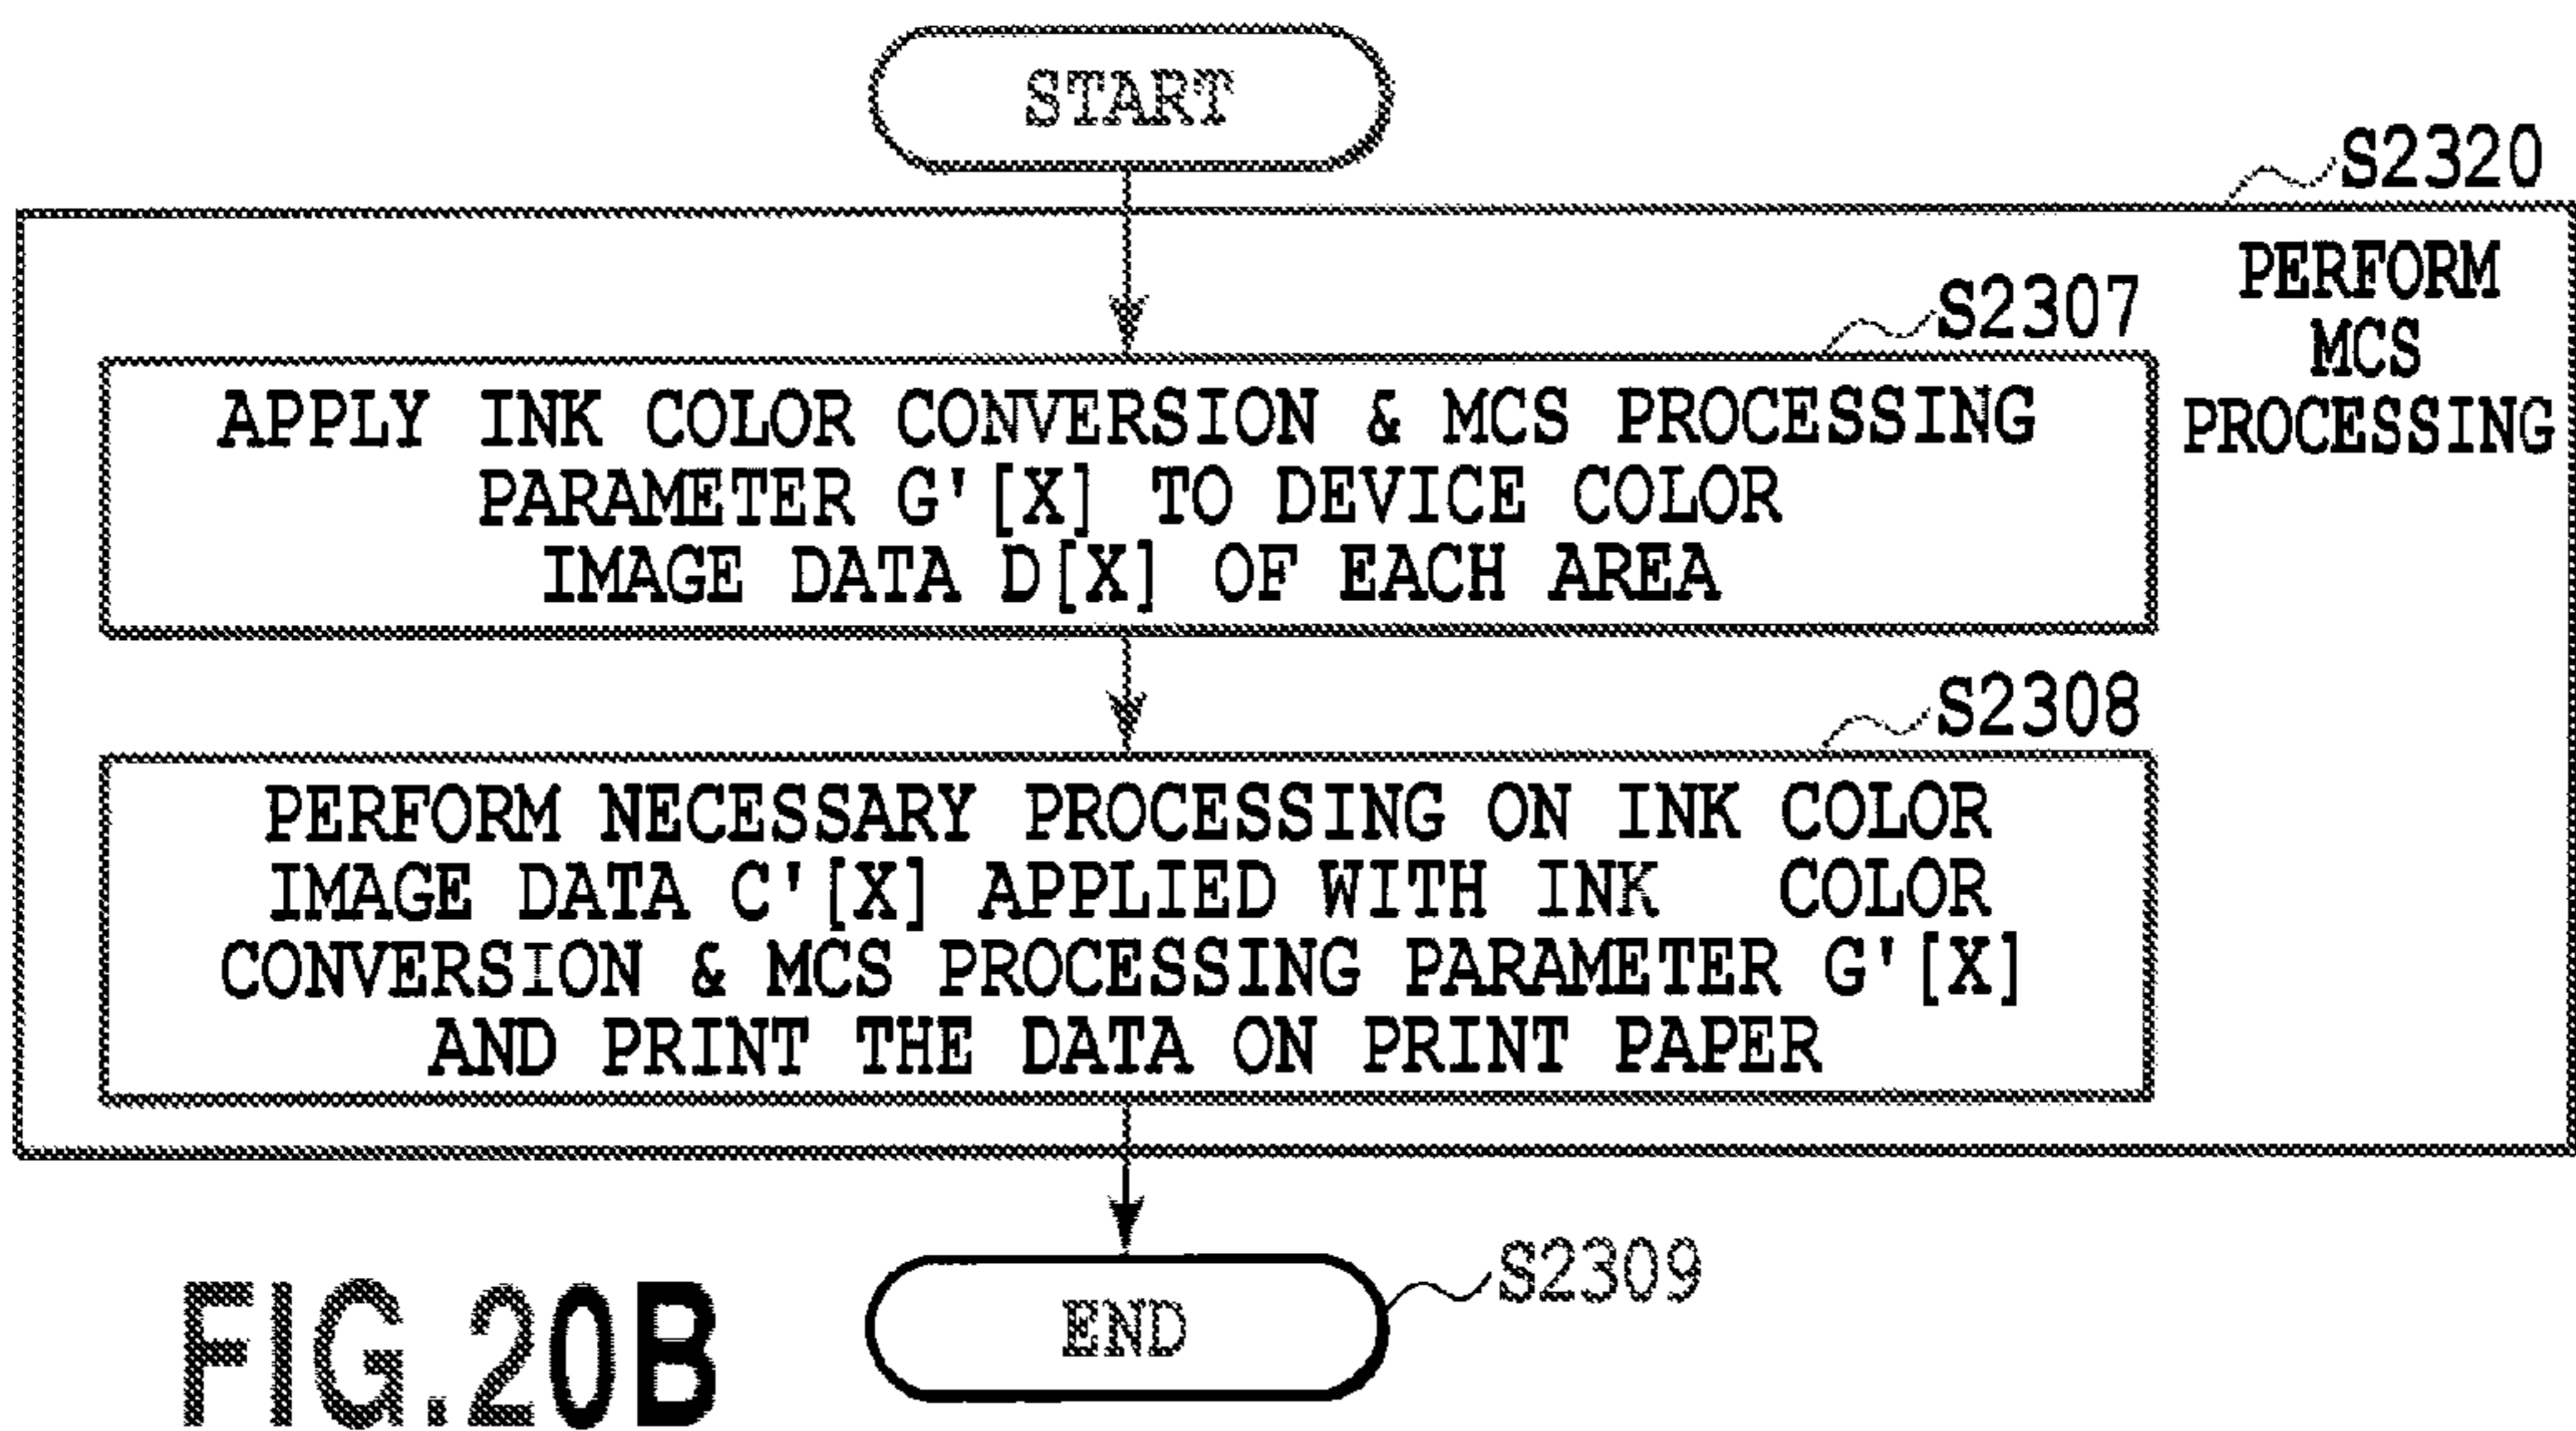 START
S2320
PERFORM
MCS
PROCESSING
S2307
APPLY INK COLOR CONVERSION & MCS PROCESSING
PARAMETER G'[X] TO DEVICE COLOR
IMAGE DATA D[X] OF EACH AREA
S2308
PERFORM NECESSARY PROCESSING ON INK COLOR
IMAGE DATA C'[X] APPLIED WITH INK COLOR
CONVERSION & MCS PROCESSING PARAMETER G'[X]
AND PRINT THE DATA ON PRINT PAPER
END
S2309
FIG.20B